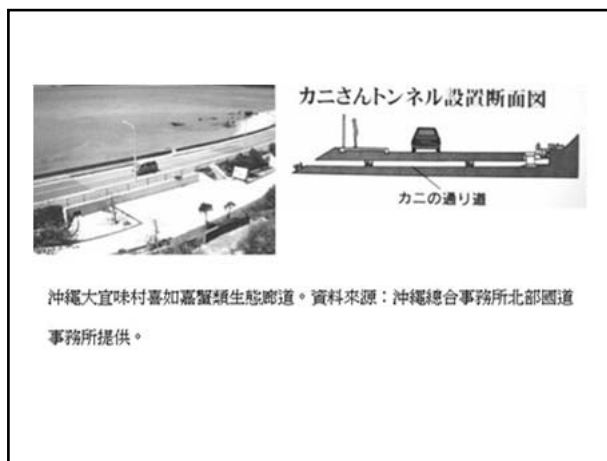 カニさんトンネル設置断面図
カニの通り道
沖繩大宜味村喜如嘉蟹類生態廊道。資料來源：沖繩總合事務所北部國道
事務所提供。